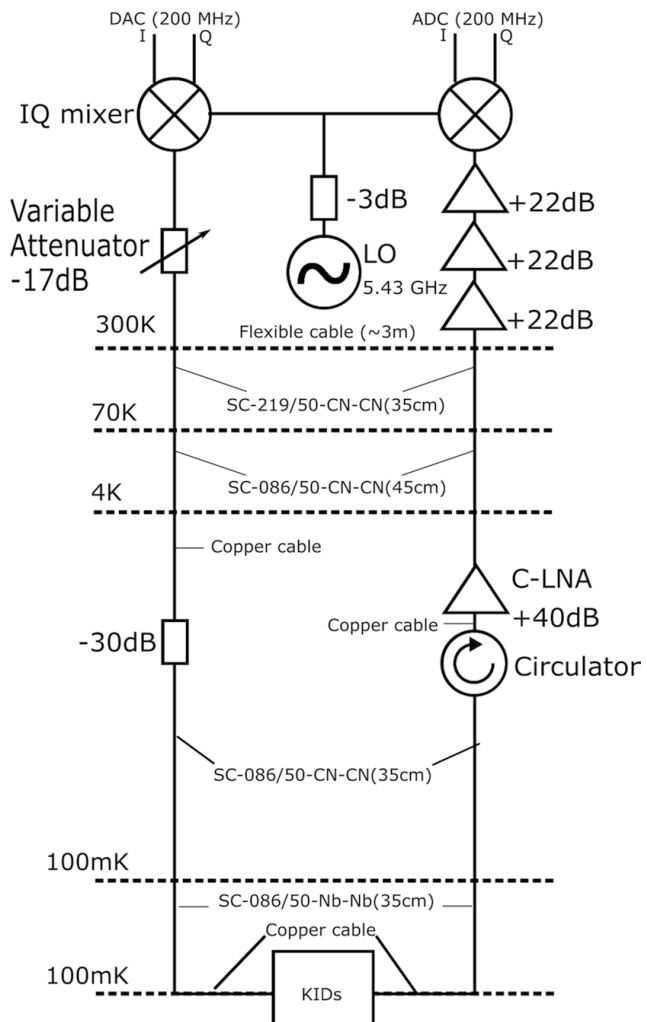 DAC (200 MHz)
I Q
ADC (200 MHz)
I Q
IQ mixer
-3dB
+22dB
Variable
Attenuator
-17dB
LO
5.43 GHz
+22dB
+22dB
300K
Flexible cable (~3m)
SC-219/50-CN-CN(35cm)
70K
SC-086/50-CN-CN(45cm)
4K
Copper cable
C-LNA
+40dB
Copper cable
-30dB
Circulator
SC-086/50-CN-CN(35cm)
100mK
SC-086/50-Nb-Nb(35cm)
Copper cable
100mK
KIDs